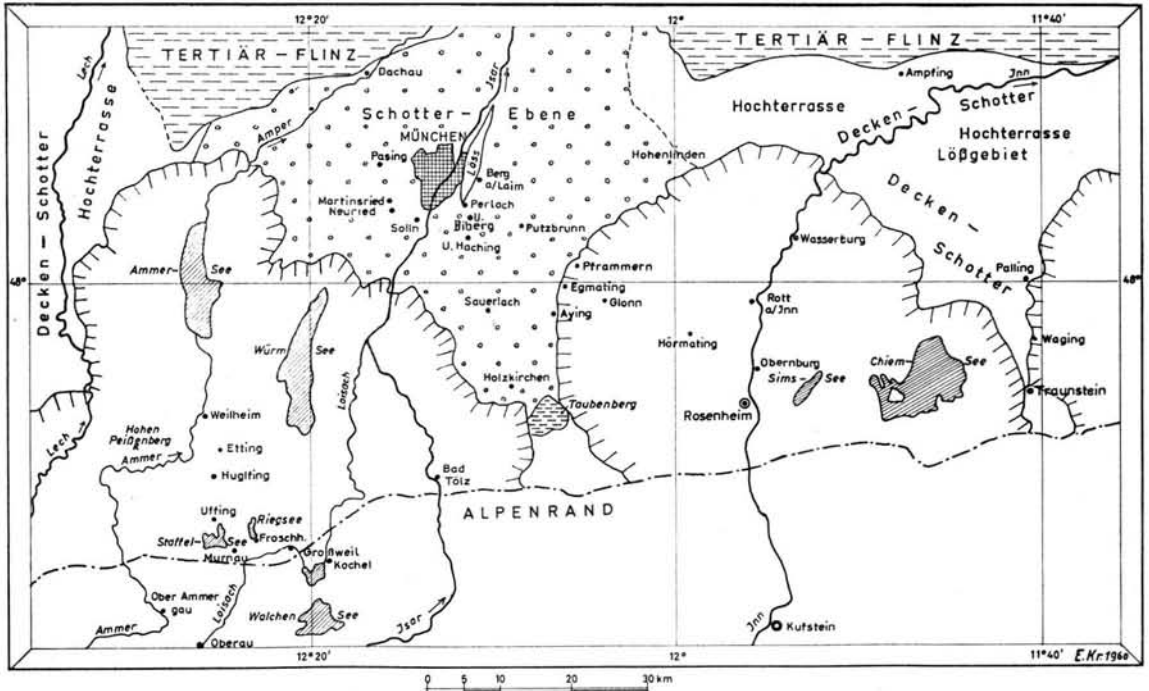 12°20' 12° 11°40'
TERTIÄR – FLINZ
TERTIÄR – FLINZ
Lech
Dachau
Isar
Ampfing
Inn
Hochterrasse
Decken-
Schotter
Hochterrasse
Lößgebiet
Schotter-
Ebene
MÜNCHEN
Amper
Pasing
Löss
Berg
a/Laim
Hohenlinden
Hochterrasse
Decken-Schotter
Martinsried
Neuried
Perlach
U.
Biberg
Solln
Putzbrunn
U. Haching
Decken-
Schotter
Wasserburg
Palling
Ammer-
See
Pframmern
48°
48°
Egmating
Glonn
Sauerlach
Aying
Rott
a/Inn
Hörmating
Waging
Würm
See
Loisach
Obernburg
Sims-
See
Chiem-
See
Holzkirchen
Traunstein
Taubenberg
Rosenheim
Lech
Weilheim
Hohen
Peißenberg
Ammer
Etting
Huglfing
Bad
Tölz
ALPENRAND
Uffing
Riegsee
Staffel-
See
Froschh.
Murnau
Großweil
Kochel
Ober Ammer
gau
Loisach
Walchen
See
Ammer
Oberau
Isar
Inn
Kufstein
12°20' 12° 11°40'
E.Kr.1960
0 5 10 20 30 km